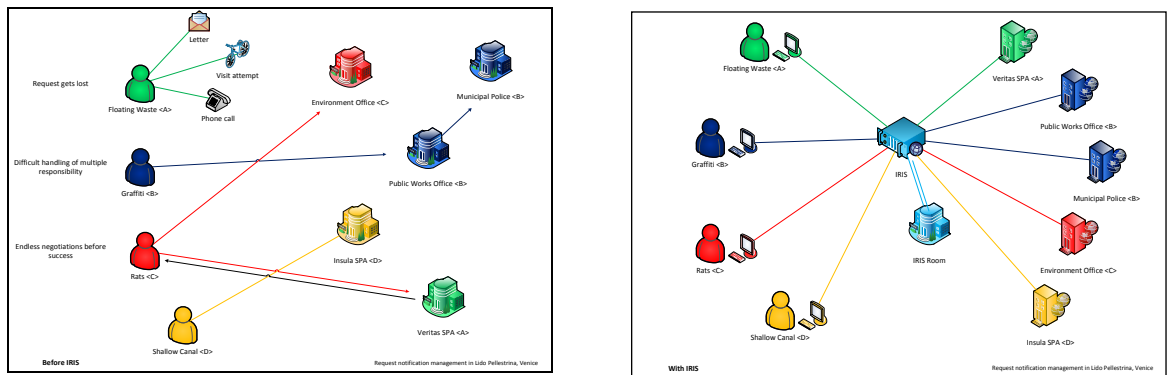 Letter
Visit attempt
Request gets lost
Floating Waste <A>
Phone call
Environment Office <C>
Municipal Police <B>
Difficult handling of multiple
responsibility
Graffiti <B>
Public Works Office <B>
Endless negotiations before
success
Rats <C>
Insula SPA <D>
Veritas SPA <A>
Shallow Canal <D>
Before IRIS
Request notification management in Lido Pellestrina, Venice
Floating Waste <A>
Veritas SPA <A>
Public Works Office <B>
Graffiti <B>
IRIS
Municipal Police <B>
Rats <C>
IRIS Room
Environment Office <C>
Shallow Canal <D>
Insula SPA <D>
With IRIS
Request notification management in Lido Pellestrina, Venice